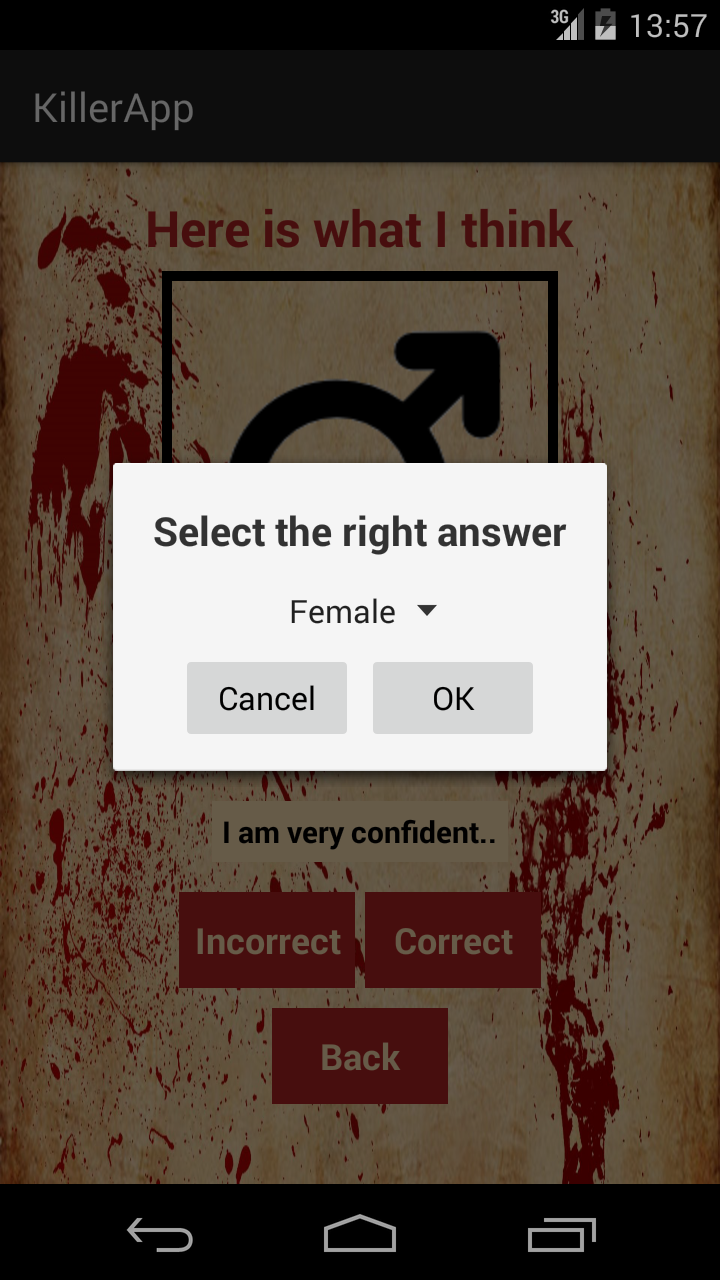 3G 13:57
KillerApp
Here is what I think
Select the right answer
Female
Cancel OK
I am very confident..
Incorrect Correct
Back